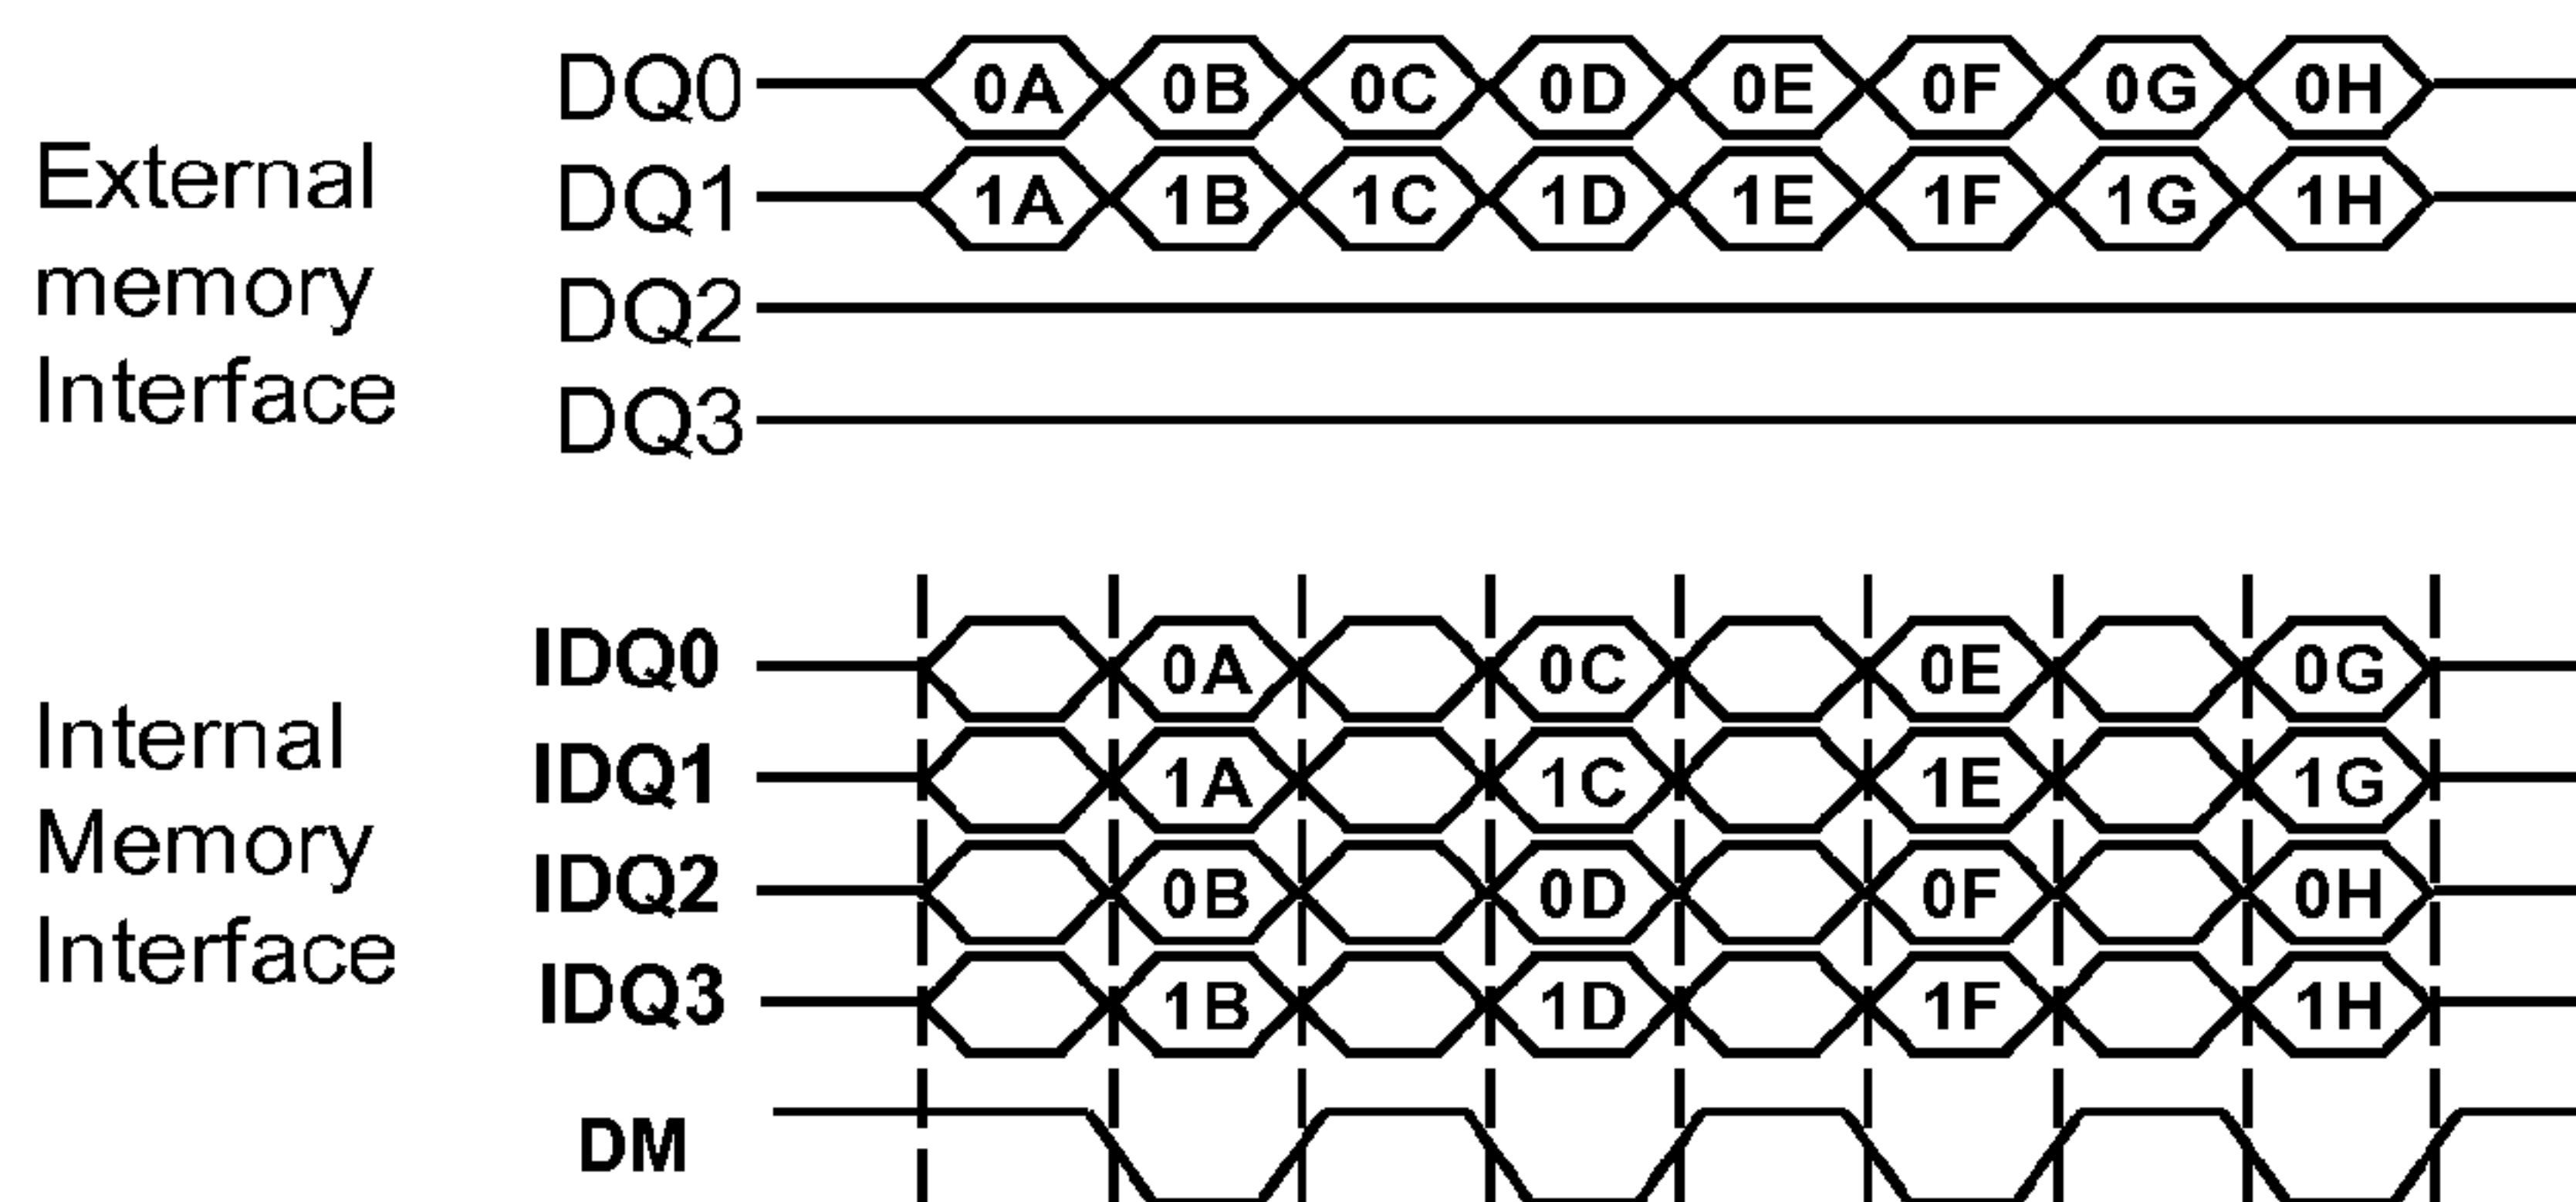 DQ0 0A 0B 0C 0D 0E 0F 0G 0H
DQ1 1A 1B 1C 1D 1E 1F 1G 1H
DQ2
DQ3
External
memory
Interface
IDQ0 0A 0C 0E 0G
IDQ1 1A 1C 1E 1G
IDQ2 0B 0D 0F 0H
IDQ3 1B 1D 1F 1H
Internal
Memory
Interface
DM